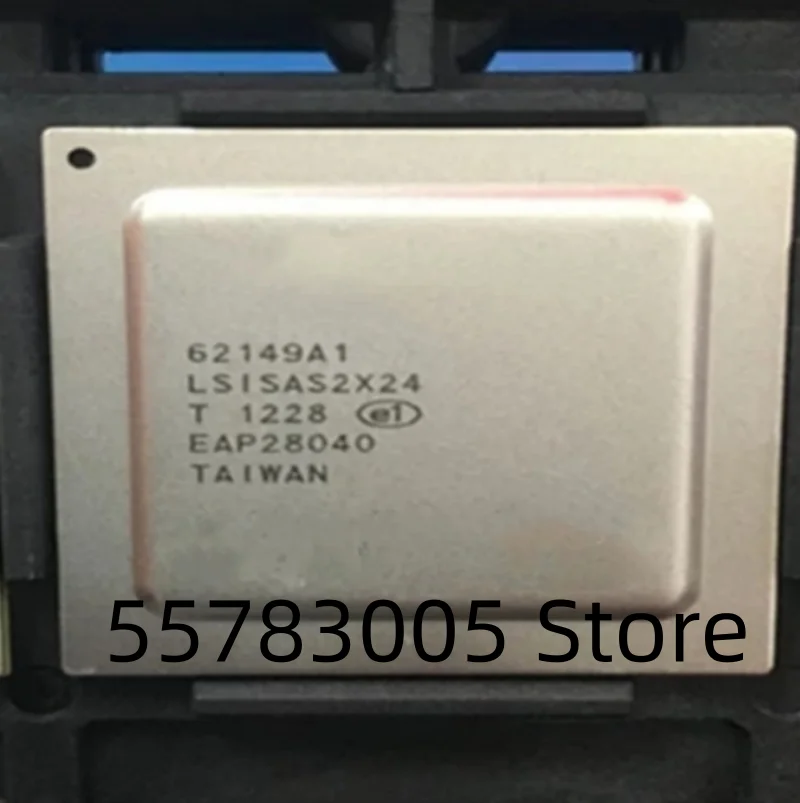 62149A1
LSISAS2X24
T 1228 e1
EAP28040
TAIWAN
55783005 Store